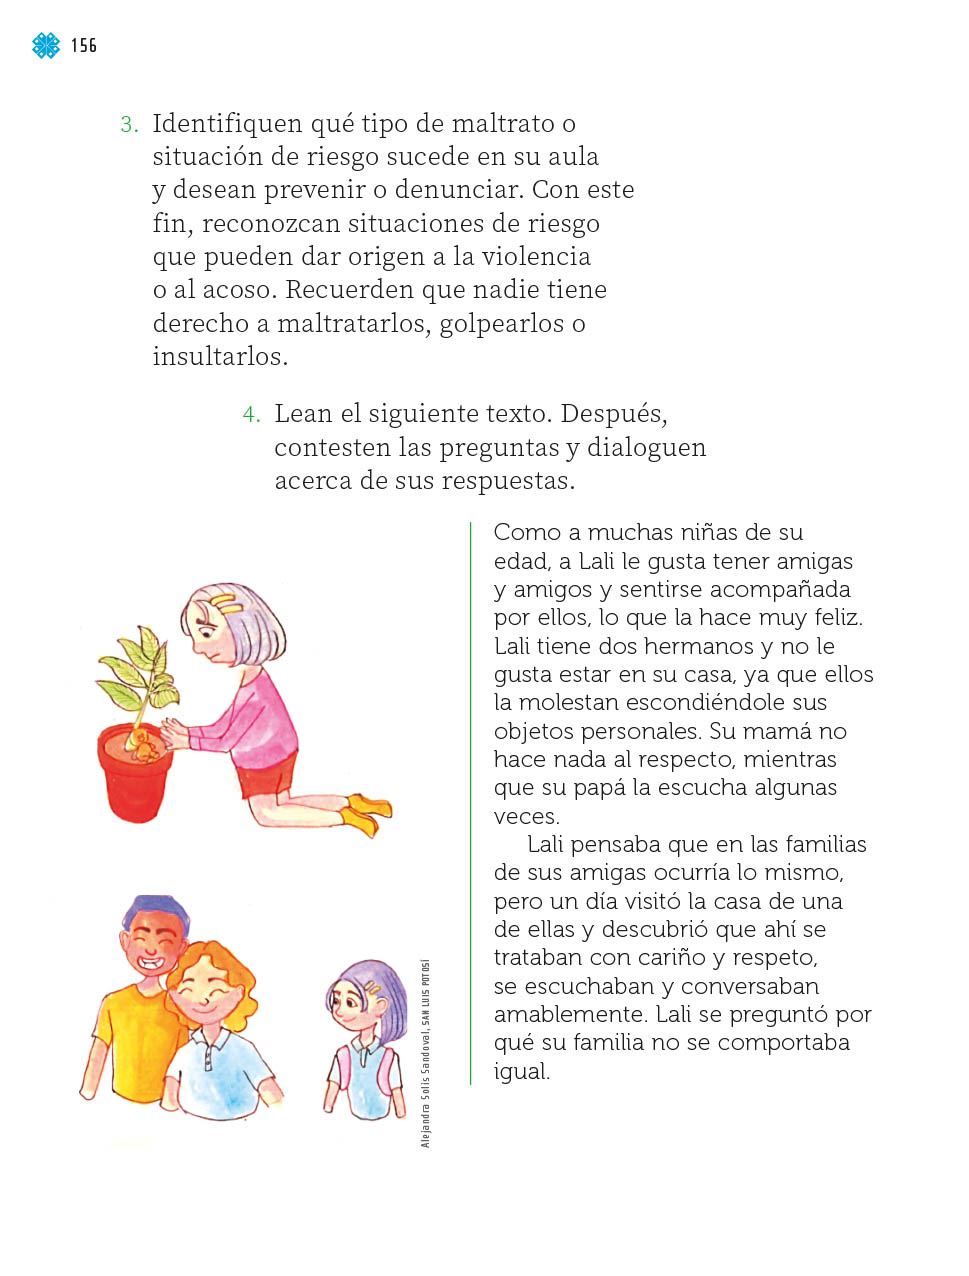 156
3. Identifiquen qué tipo de maltrato o
situación de riesgo sucede en su aula
y desean prevenir o denunciar. Con este
fin, reconozcan situaciones de riesgo
que pueden dar origen a la violencia
o al acoso. Recuerden que nadie tiene
derecho a maltratarlos, golpearlos o
insultarlos.
4. Lean el siguiente texto. Después,
contesten las preguntas y dialoguen
acerca de sus respuestas.
Como a muchas niñas de su
edad, a Lali le gusta tener amigas
y amigos y sentirse acompañada
por ellos, lo que la hace muy feliz.
Lali tiene dos hermanos y no le
gusta estar en su casa, ya que ellos
la molestan escondiéndole sus
objetos personales. Su mamá no
hace nada al respecto, mientras
que su papá la escucha algunas
veces.
Lali pensaba que en las familias
de sus amigas ocurría lo mismo,
pero un día visitó la casa de una
de ellas y descubrió que ahí se
trataban con cariño y respeto,
se escuchaban y conversaban
amablemente. Lali se preguntó por
qué su familia no se comportaba
igual.
Alejandra Solís Sandoval, SAN LUIS POTOSÍ